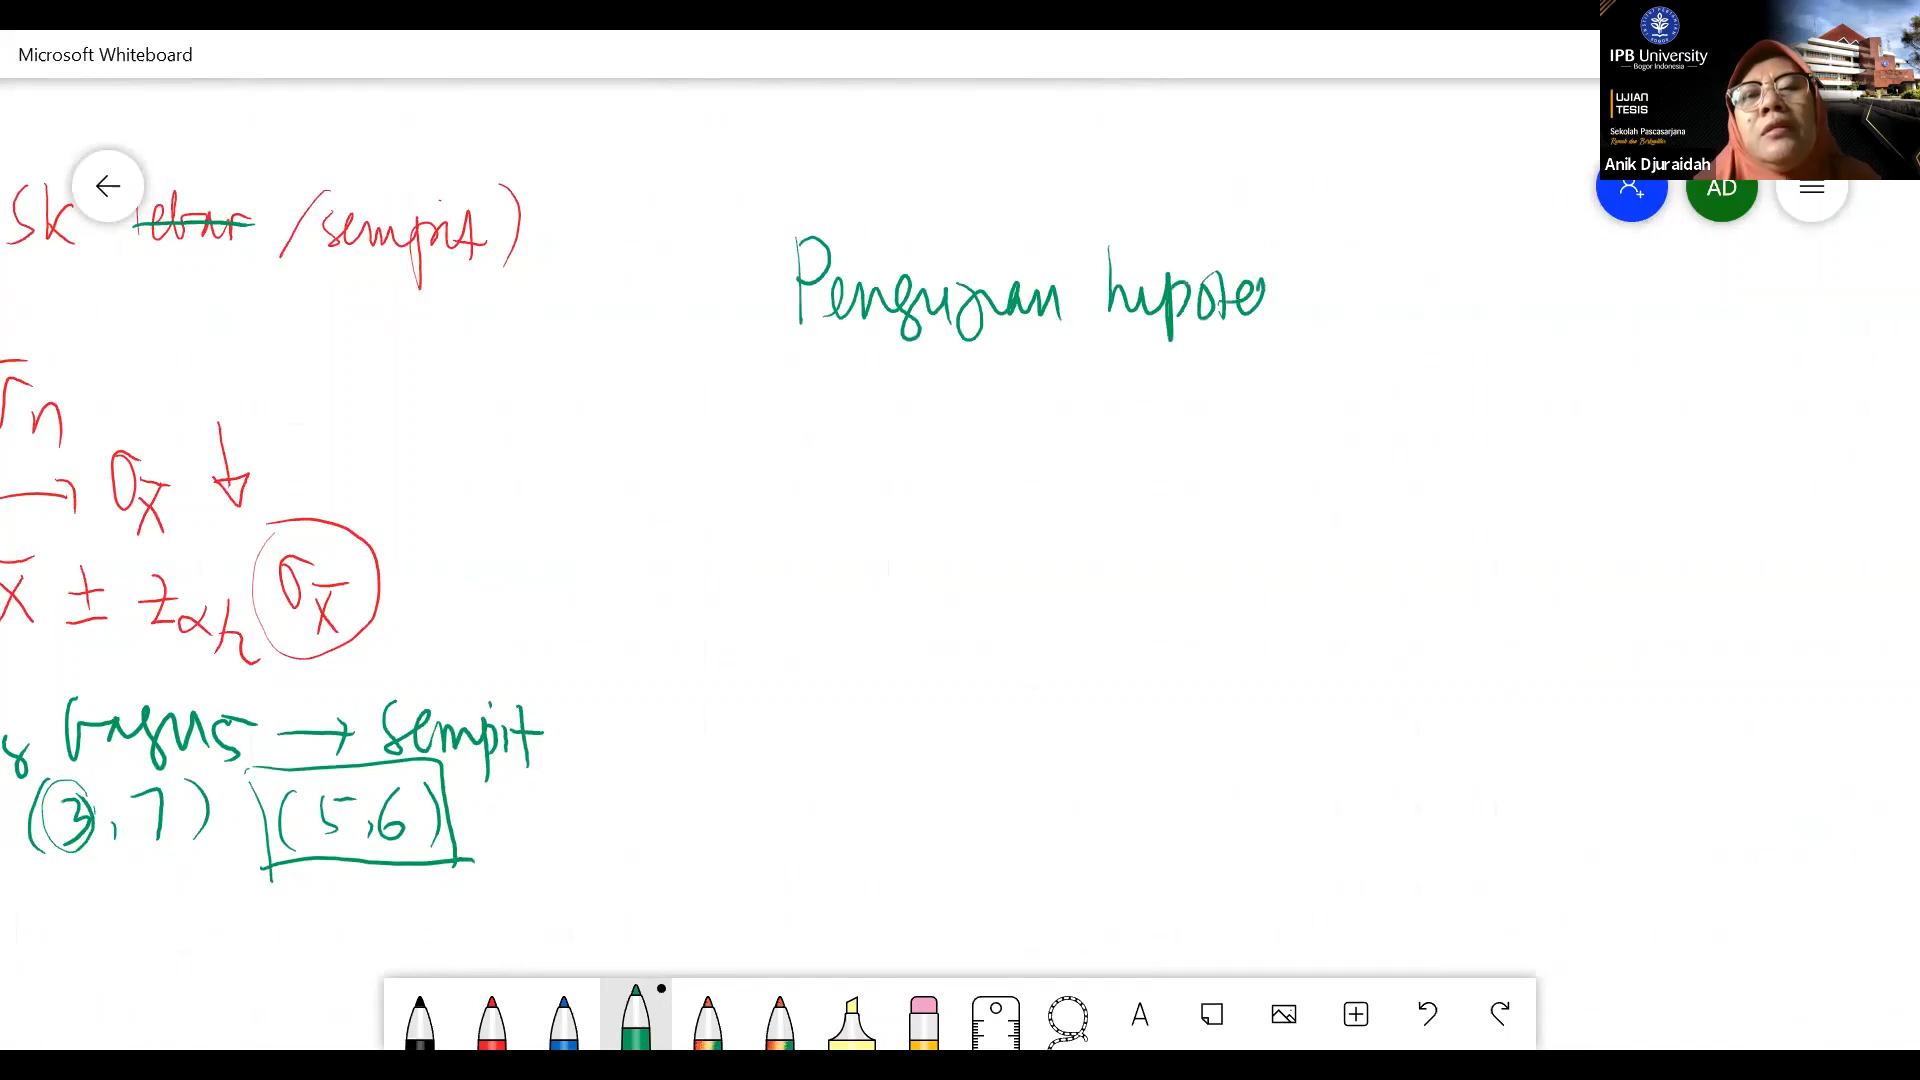 Microsoft Whiteboard
IPB University
Bogor Indonesia
UJIAN
TESIS
Sekolah Pascasarjana
Anik Djuraidah
AD
SK lebar /sempit)
Pengujian hipote
√n
→ σx̄ ↓
x̄ ± zα/2 σx̄
bagus → sempit
(3,7) (5,6)
A